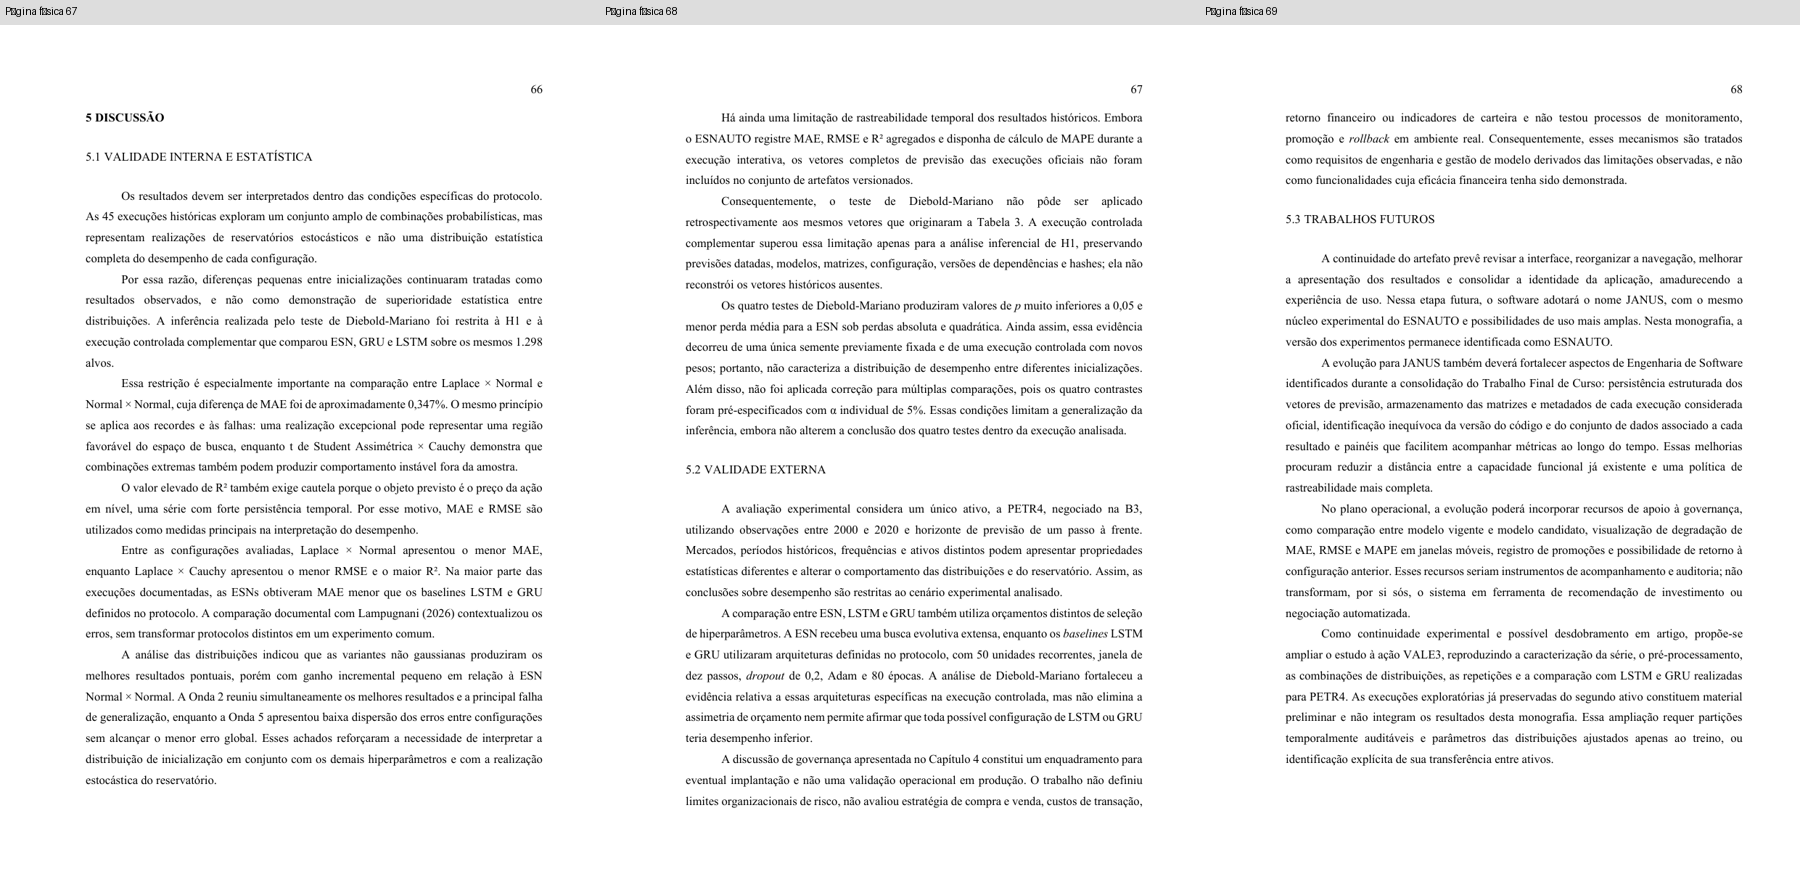 Página física 67
66
5 DISCUSSÃO
5.1 VALIDADE INTERNA E ESTATÍSTICA
Os resultados devem ser interpretados dentro das condições específicas do protocolo.
As 45 execuções históricas exploram um conjunto amplo de combinações probabilísticas, mas
representam realizações de reservatórios estocásticos e não uma distribuição estatística
completa do desempenho de cada configuração.
Por essa razão, diferenças pequenas entre inicializações continuaram tratadas como
resultados observados, e não como demonstração de superioridade estatística entre
distribuições. A inferência realizada pelo teste de Diebold-Mariano foi restrita à H1 e à
execução controlada complementar que comparou ESN, GRU e LSTM sobre os mesmos 1.298
alvos.
Essa restrição é especialmente importante na comparação entre Laplace × Normal e
Normal × Normal, cuja diferença de MAE foi de aproximadamente 0,347%. O mesmo princípio
se aplica aos recordes e às falhas: uma realização excepcional pode representar uma região
favorável do espaço de busca, enquanto t de Student Assimétrica × Cauchy demonstra que
combinações extremas também podem produzir comportamento instável fora da amostra.
O valor elevado de R² também exige cautela porque o objeto previsto é o preço da ação
em nível, uma série com forte persistência temporal. Por esse motivo, MAE e RMSE são
utilizados como medidas principais na interpretação do desempenho.
Entre as configurações avaliadas, Laplace × Normal apresentou o menor MAE,
enquanto Laplace × Cauchy apresentou o menor RMSE e o maior R². Na maior parte das
execuções documentadas, as ESNs obtiveram MAE menor que os baselines LSTM e GRU
definidos no protocolo. A comparação documental com Lampugnani (2026) contextualizou os
erros, sem transformar protocolos distintos em um experimento comum.
A análise das distribuições indicou que as variantes não gaussianas produziram os
melhores resultados pontuais, porém com ganho incremental pequeno em relação à ESN
Normal × Normal. A Onda 2 reuniu simultaneamente os melhores resultados e a principal falha
de generalização, enquanto a Onda 5 apresentou baixa dispersão dos erros entre configurações
sem alcançar o menor erro global. Esses achados reforçaram a necessidade de interpretar a
distribuição de inicialização em conjunto com os demais hiperparâmetros e com a realização
estocástica do reservatório.
Página física 68
67
Há ainda uma limitação de rastreabilidade temporal dos resultados históricos. Embora
o ESNAUTO registre MAE, RMSE e R² agregados e disponha de cálculo de MAPE durante a
execução interativa, os vetores completos de previsão das execuções oficiais não foram
incluídos no conjunto de artefatos versionados.
Consequentemente, o teste de Diebold-Mariano não pôde ser aplicado
retrospectivamente aos mesmos vetores que originaram a Tabela 3. A execução controlada
complementar superou essa limitação apenas para a análise inferencial de H1, preservando
previsões datadas, modelos, matrizes, configuração, versões de dependências e hashes; ela não
reconstrói os vetores históricos ausentes.
Os quatro testes de Diebold-Mariano produziram valores de p muito inferiores a 0,05 e
menor perda média para a ESN sob perdas absoluta e quadrática. Ainda assim, essa evidência
decorreu de uma única semente previamente fixada e de uma execução controlada com novos
pesos; portanto, não caracteriza a distribuição de desempenho entre diferentes inicializações.
Além disso, não foi aplicada correção para múltiplas comparações, pois os quatro contrastes
foram pré-especificados com α individual de 5%. Essas condições limitam a generalização da
inferência, embora não alterem a conclusão dos quatro testes dentro da execução analisada.
5.2 VALIDADE EXTERNA
A avaliação experimental considera um único ativo, a PETR4, negociado na B3,
utilizando observações entre 2000 e 2020 e horizonte de previsão de um passo à frente.
Mercados, períodos históricos, frequências e ativos distintos podem apresentar propriedades
estatísticas diferentes e alterar o comportamento das distribuições e do reservatório. Assim, as
conclusões sobre desempenho são restritas ao cenário experimental analisado.
A comparação entre ESN, LSTM e GRU também utiliza orçamentos distintos de seleção
de hiperparâmetros. A ESN recebeu uma busca evolutiva extensa, enquanto os baselines LSTM
e GRU utilizaram arquiteturas definidas no protocolo, com 50 unidades recorrentes, janela de
dez passos, dropout de 0,2, Adam e 80 épocas. A análise de Diebold-Mariano fortaleceu a
evidência relativa a essas arquiteturas específicas na execução controlada, mas não elimina a
assimetria de orçamento nem permite afirmar que toda possível configuração de LSTM ou GRU
teria desempenho inferior.
A discussão de governança apresentada no Capítulo 4 constitui um enquadramento para
eventual implantação e não uma validação operacional em produção. O trabalho não definiu
limites organizacionais de risco, não avaliou estratégia de compra e venda, custos de transação,
Página física 69
68
retorno financeiro ou indicadores de carteira e não testou processos de monitoramento,
promoção e rollback em ambiente real. Consequentemente, esses mecanismos são tratados
como requisitos de engenharia e gestão de modelo derivados das limitações observadas, e não
como funcionalidades cuja eficácia financeira tenha sido demonstrada.
5.3 TRABALHOS FUTUROS
A continuidade do artefato prevê revisar a interface, reorganizar a navegação, melhorar
a apresentação dos resultados e consolidar a identidade da aplicação, amadurecendo a
experiência de uso. Nessa etapa futura, o software adotará o nome JANUS, com o mesmo
núcleo experimental do ESNAUTO e possibilidades de uso mais amplas. Nesta monografia, a
versão dos experimentos permanece identificada como ESNAUTO.
A evolução para JANUS também deverá fortalecer aspectos de Engenharia de Software
identificados durante a consolidação do Trabalho Final de Curso: persistência estruturada dos
vetores de previsão, armazenamento das matrizes e metadados de cada execução considerada
oficial, identificação inequívoca da versão do código e do conjunto de dados associado a cada
resultado e painéis que facilitem acompanhar métricas ao longo do tempo. Essas melhorias
procuram reduzir a distância entre a capacidade funcional já existente e uma política de
rastreabilidade mais completa.
No plano operacional, a evolução poderá incorporar recursos de apoio à governança,
como comparação entre modelo vigente e modelo candidato, visualização de degradação de
MAE, RMSE e MAPE em janelas móveis, registro de promoções e possibilidade de retorno à
configuração anterior. Esses recursos seriam instrumentos de acompanhamento e auditoria; não
transformam, por si sós, o sistema em ferramenta de recomendação de investimento ou
negociação automatizada.
Como continuidade experimental e possível desdobramento em artigo, propõe-se
ampliar o estudo à ação VALE3, reproduzindo a caracterização da série, o pré-processamento,
as combinações de distribuições, as repetições e a comparação com LSTM e GRU realizadas
para PETR4. As execuções exploratórias já preservadas do segundo ativo constituem material
preliminar e não integram os resultados desta monografia. Essa ampliação requer partições
temporalmente auditáveis e parâmetros das distribuições ajustados apenas ao treino, ou
identificação explícita de sua transferência entre ativos.